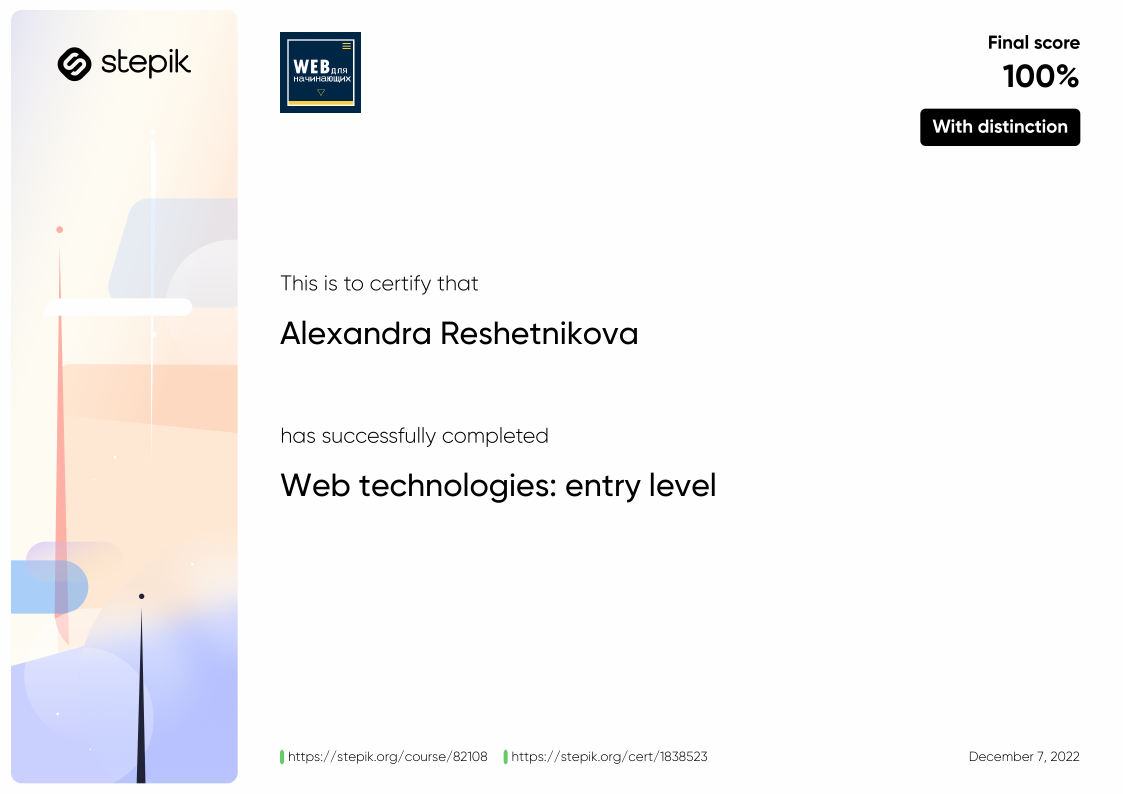 stepik
WEB для
начинающих
Final score
100%
With distinction
This is to certify that
Alexandra Reshetnikova
has successfully completed
Web technologies: entry level
https://stepik.org/course/82108
https://stepik.org/cert/1838523
December 7, 2022